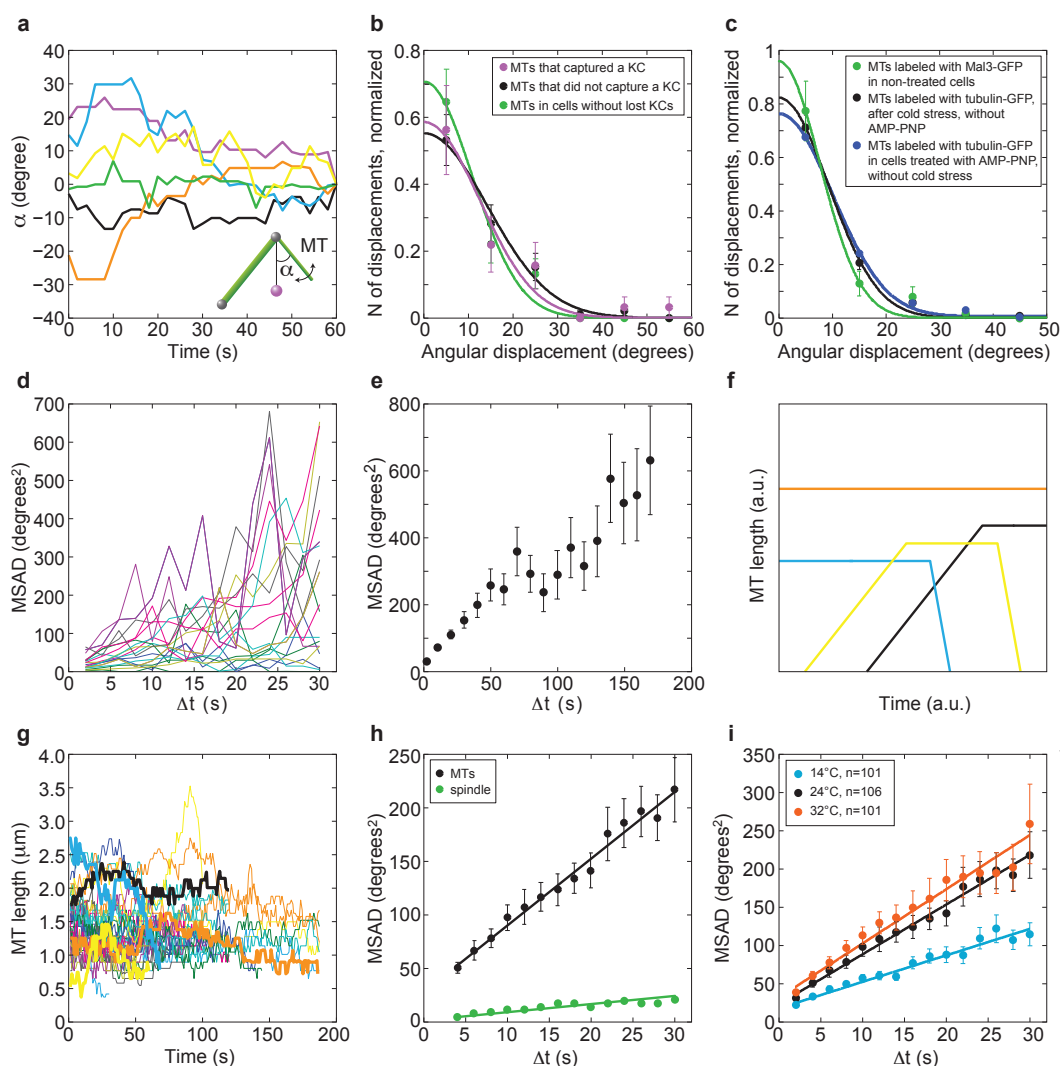 a
α (degree)
40
30
20
10
0
−10
−20
−30
−40
MT
α
0 10 20 30 40 50 60
Time (s)
b
N of displacements, normalized
0.8
0.6
0.4
0.2
0
MTs that captured a KC
MTs that did not capture a KC
MTs in cells without lost KCs
0 10 20 30 40 50 60
Angular displacement (degrees)
c
N of displacements, normalized
1
0.8
0.6
0.4
0.2
0
MTs labeled with Mal3-GFP
in non-treated cells
MTs labeled with tubulin-GFP,
after cold stress, without
AMP-PNP
MTs labeled with tubulin-GFP
in cells treated with AMP-PNP,
without cold stress
0 10 20 30 40 50
Angular displacement (degrees)
d
MSAD (degrees²)
700
600
500
400
300
200
100
0
0 5 10 15 20 25 30
Δt (s)
e
MSAD (degrees²)
800
600
400
200
0
0 50 100 150 200
Δt (s)
f
MT length (a.u.)
Time (a.u.)
g
MT length (μm)
4.0
3.5
3.0
2.5
2.0
1.5
1.0
0.5
0
0 50 100 150 200
Time (s)
h
MSAD (degrees²)
250
200
150
100
50
0
MTs
spindle
0 5 10 15 20 25 30
Δt (s)
i
MSAD (degrees²)
350
300
250
200
150
100
50
0
14°C, n=101
24°C, n=106
32°C, n=101
0 5 10 15 20 25 30
Δt (s)